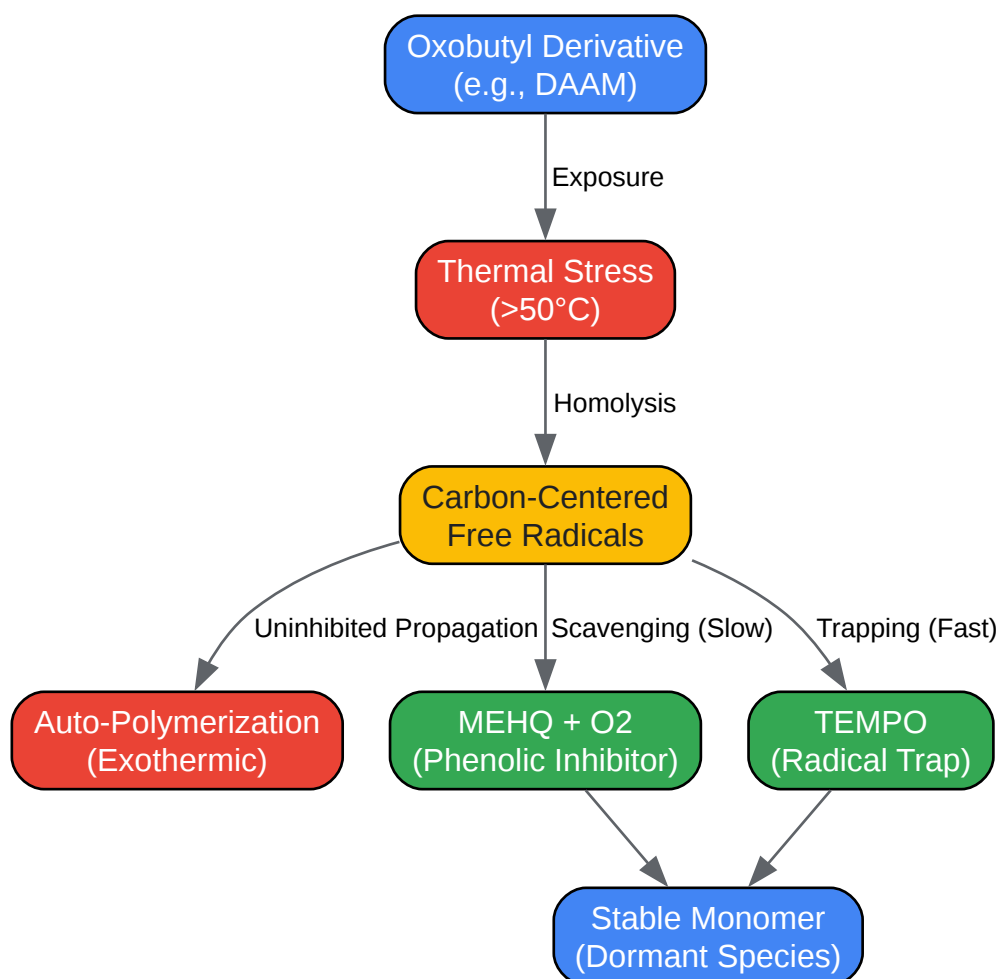 Oxobutyl Derivative
(e.g., DAAM)
Exposure
Thermal Stress
(>50°C)
Homolysis
Carbon-Centered
Free Radicals
Uninhibited Propagation
Scavenging (Slow)
Trapping (Fast)
Auto-Polymerization
(Exothermic)
MEHQ + O2
(Phenolic Inhibitor)
TEMPO
(Radical Trap)
Stable Monomer
(Dormant Species)